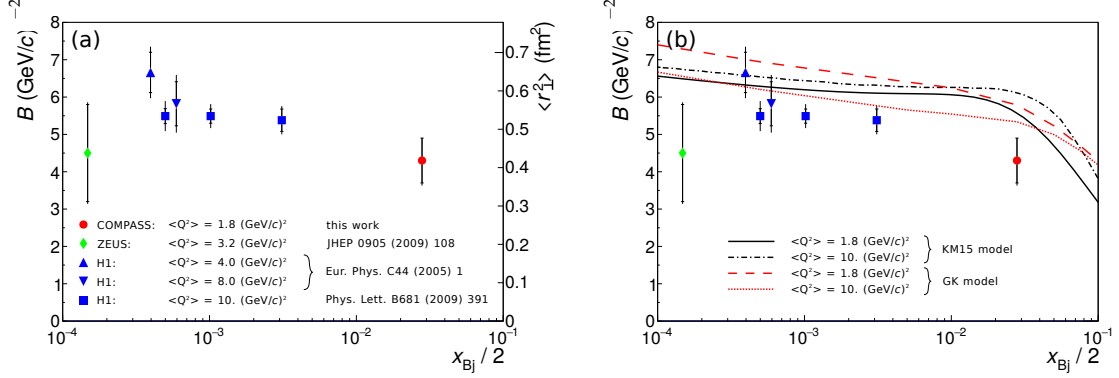 B (GeV/c)⁻²
8
7
6
5
4
3
2
1
0
(a)
0.7
0.6
0.5
0.4
0.3
0.2
0.1
0
<r²⊥> (fm²)
COMPASS: <Q²> = 1.8 (GeV/c)² this work
ZEUS: <Q²> = 3.2 (GeV/c)² JHEP 0905 (2009) 108
H1: <Q²> = 4.0 (GeV/c)²
Eur. Phys. C44 (2005) 1
H1: <Q²> = 8.0 (GeV/c)²
H1: <Q²> = 10. (GeV/c)² Phys. Lett. B681 (2009) 391
10⁻⁴ 10⁻³ 10⁻² 10⁻¹
x_Bj / 2
B (GeV/c)⁻²
8
7
6
5
4
3
2
1
0
(b)
<Q²> = 1.8 (GeV/c)²
KM15 model
<Q²> = 10. (GeV/c)²
<Q²> = 1.8 (GeV/c)²
GK model
<Q²> = 10. (GeV/c)²
10⁻⁴ 10⁻³ 10⁻² 10⁻¹
x_Bj / 2